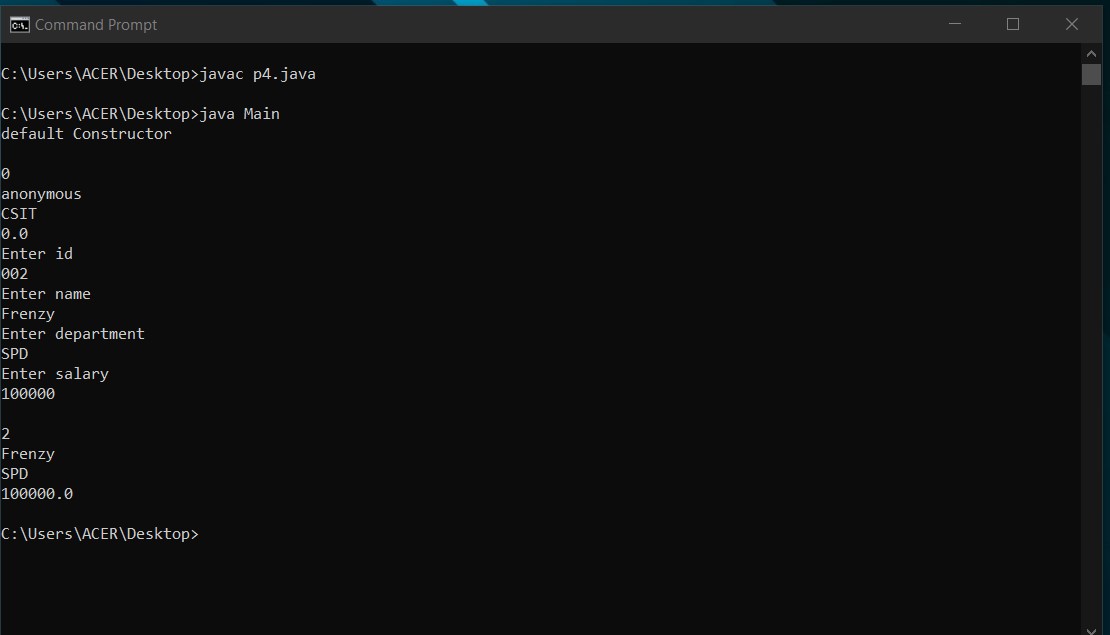 Command Prompt
C:\Users\ACER\Desktop>javac p4.java
C:\Users\ACER\Desktop>java Main
default Constructor
0
anonymous
CSIT
0.0
Enter id
002
Enter name
Frenzy
Enter department
SPD
Enter salary
100000
2
Frenzy
SPD
100000.0
C:\Users\ACER\Desktop>